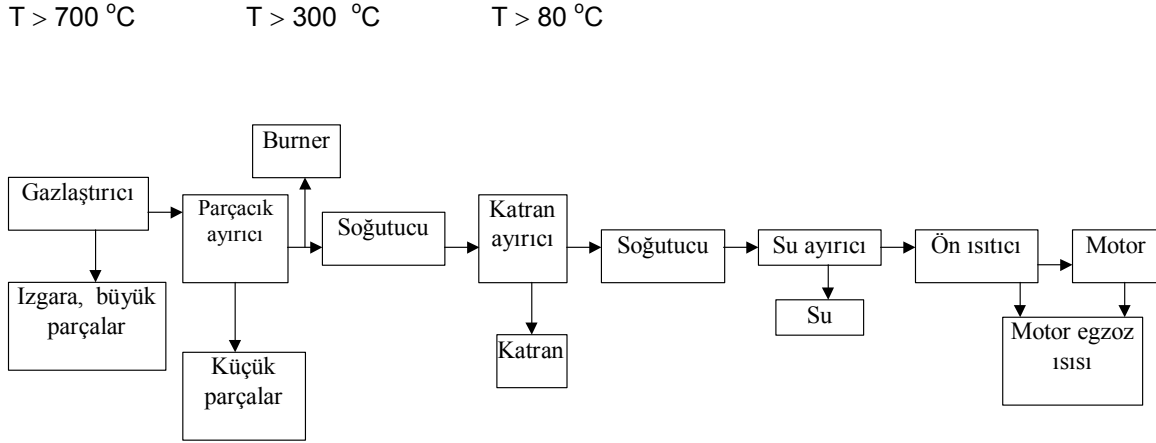 T > 700 °C T > 300 °C T > 80 °C
Burner
Gazlaştırıcı
Parçacık
ayırıcı
Soğutucu
Katran
ayırıcı
Soğutucu
Su ayırıcı
Ön ısıtıcı
Motor
Izgara, büyük
parçalar
Küçük
parçalar
Katran
Su
Motor egzoz
ısısı